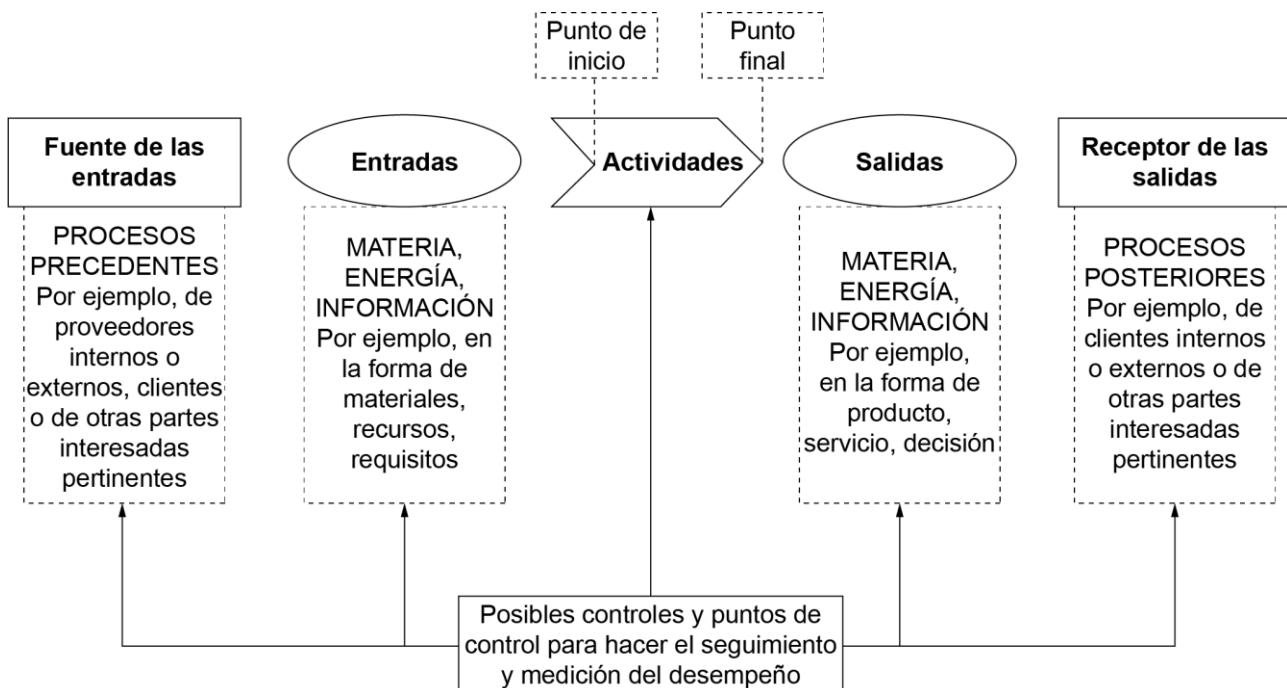 Punto de
inicio
Punto
final
Fuente de las
entradas
Entradas
Actividades
Salidas
Receptor de las
salidas
PROCESOS
PRECEDENTES
Por ejemplo, de
proveedores
internos o
externos, clientes
o de otras partes
interesadas
pertinentes
MATERIA,
ENERGÍA,
INFORMACIÓN
Por ejemplo, en
la forma de
materiales,
recursos,
requisitos
MATERIA,
ENERGÍA,
INFORMACIÓN
Por ejemplo,
en la forma de
producto,
servicio, decisión
PROCESOS
POSTERIORES
Por ejemplo, de
clientes internos
o externos o de
otras partes
interesadas
pertinentes
Posibles controles y puntos de
control para hacer el seguimiento
y medición del desempeño